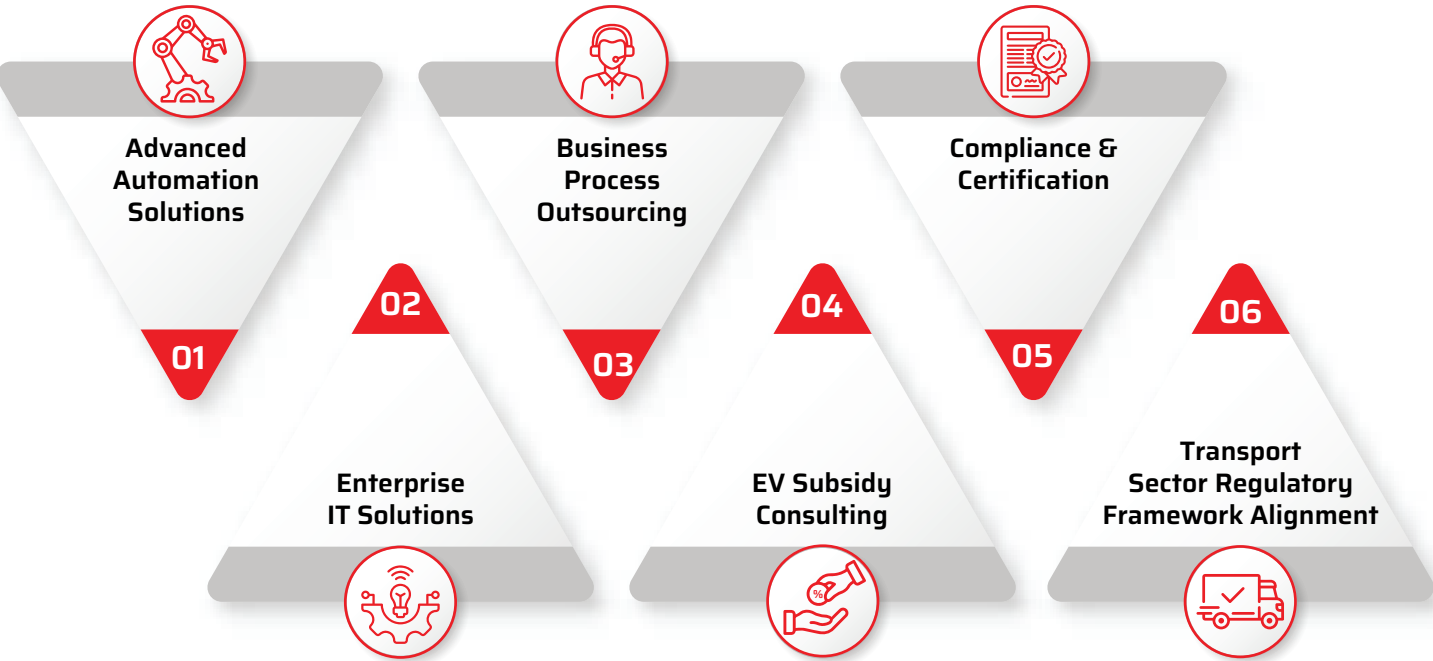 Advanced
Automation
Solutions
01
02
Enterprise
IT Solutions
Business
Process
Outsourcing
03
04
EV Subsidy
Consulting
%
Compliance &
Certification
05
06
Transport
Sector Regulatory
Framework Alignment